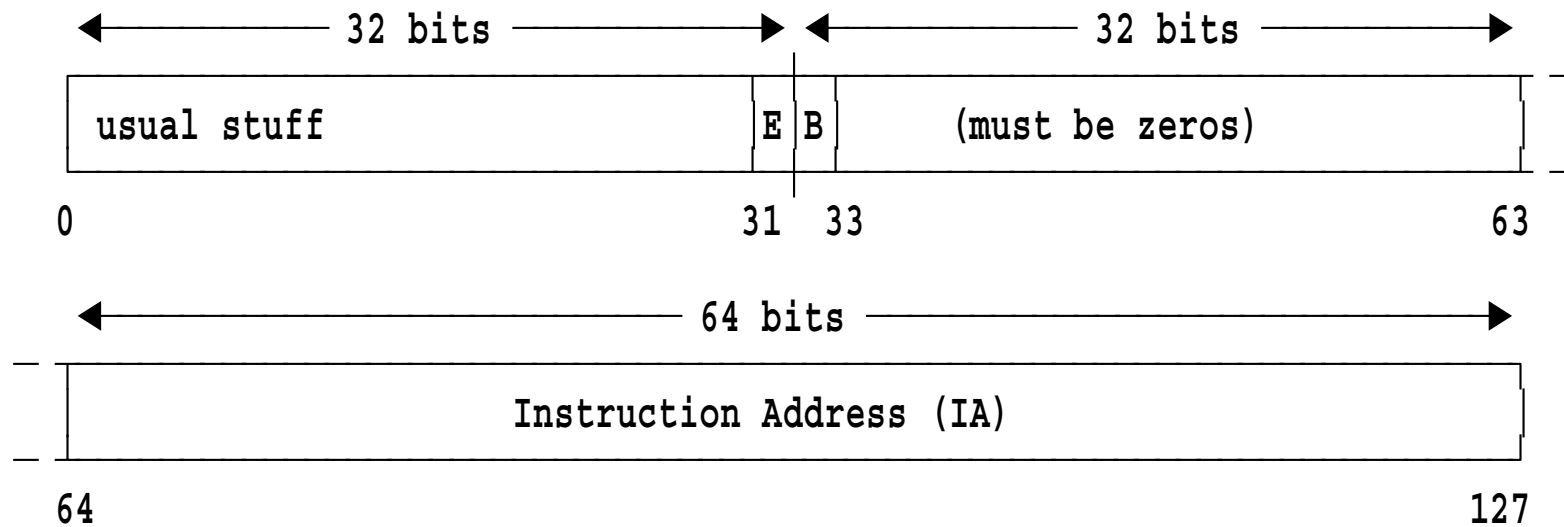 32 bits 32 bits
usual stuff E B (must be zeros)
0 31 33 63
64 bits
Instruction Address (IA)
64 127